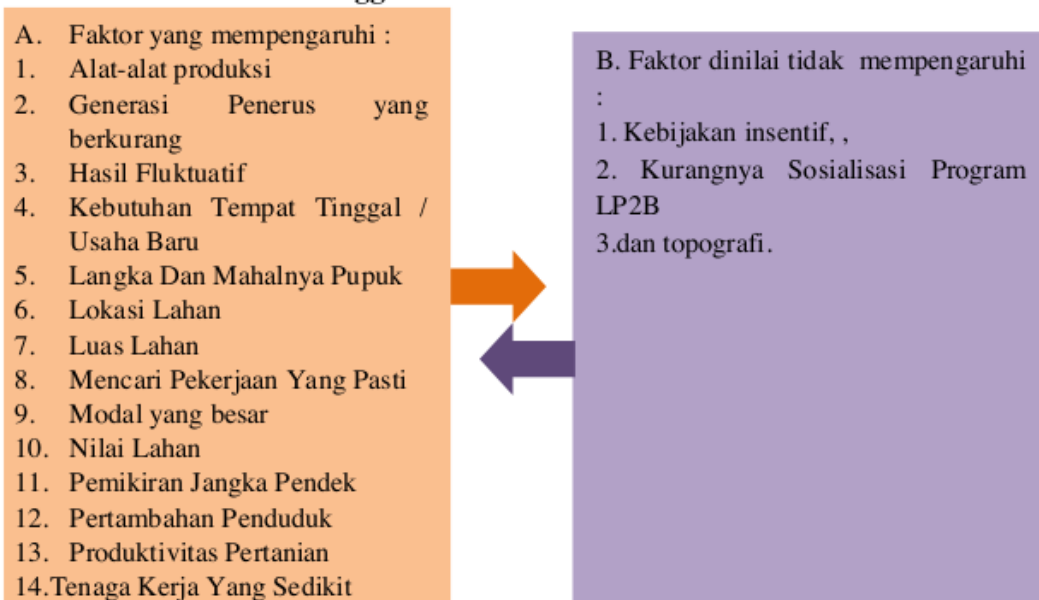 A. Faktor yang mempengaruhi :
1. Alat-alat produksi
2. Generasi Penerus yang
berkurang
3. Hasil Fluktuatif
4. Kebutuhan Tempat Tinggal /
Usaha Baru
5. Langka Dan Mahalnya Pupuk
6. Lokasi Lahan
7. Luas Lahan
8. Mencari Pekerjaan Yang Pasti
9. Modal yang besar
10. Nilai Lahan
11. Pemikiran Jangka Pendek
12. Pertambahan Penduduk
13. Produktivitas Pertanian
14.Tenaga Kerja Yang Sedikit
B. Faktor dinilai tidak mempengaruhi
:
1. Kebijakan insentif, ,
2. Kurangnya Sosialisasi Program
LP2B
3.dan topografi.